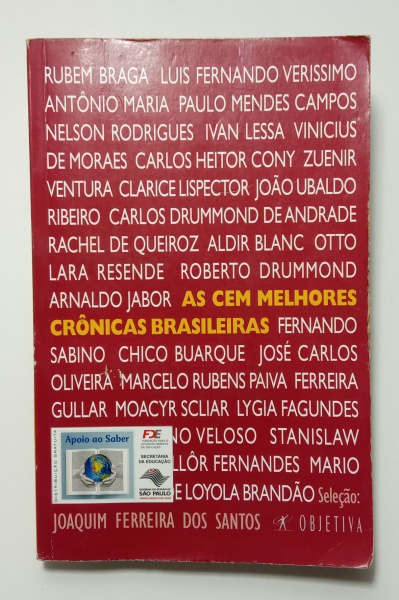 RUBEM BRAGA LUIS FERNANDO VERISSIMO
ANTÔNIO MARIA PAULO MENDES CAMPOS
NELSON RODRIGUES IVAN LESSA VINICIUS
DE MORAES CARLOS HEITOR CONY ZUENIR
VENTURA CLARICE LISPECTOR JOÃO UBALDO
RIBEIRO CARLOS DRUMMOND DE ANDRADE
RACHEL DE QUEIROZ ALDIR BLANC OTTO
LARA RESENDE ROBERTO DRUMMOND
ARNALDO JABOR AS CEM MELHORES
CRÔNICAS BRASILEIRAS FERNANDO
SABINO CHICO BUARQUE JOSÉ CARLOS
OLIVEIRA MARCELO RUBENS PAIVA FERREIRA
GULLAR MOACYR SCLIAR LYGIA FAGUNDES
NO VELOSO STANISLAW
LÔR FERNANDES MARIO
E LOYOLA BRANDÃO Seleção:
JOAQUIM FERREIRA DOS SANTOS OBJETIVA
DISTRIBUIÇÃO GRATUITA
Apoio ao Saber
FDE
SECRETARIA
DA EDUCAÇÃO
SÃO PAULO